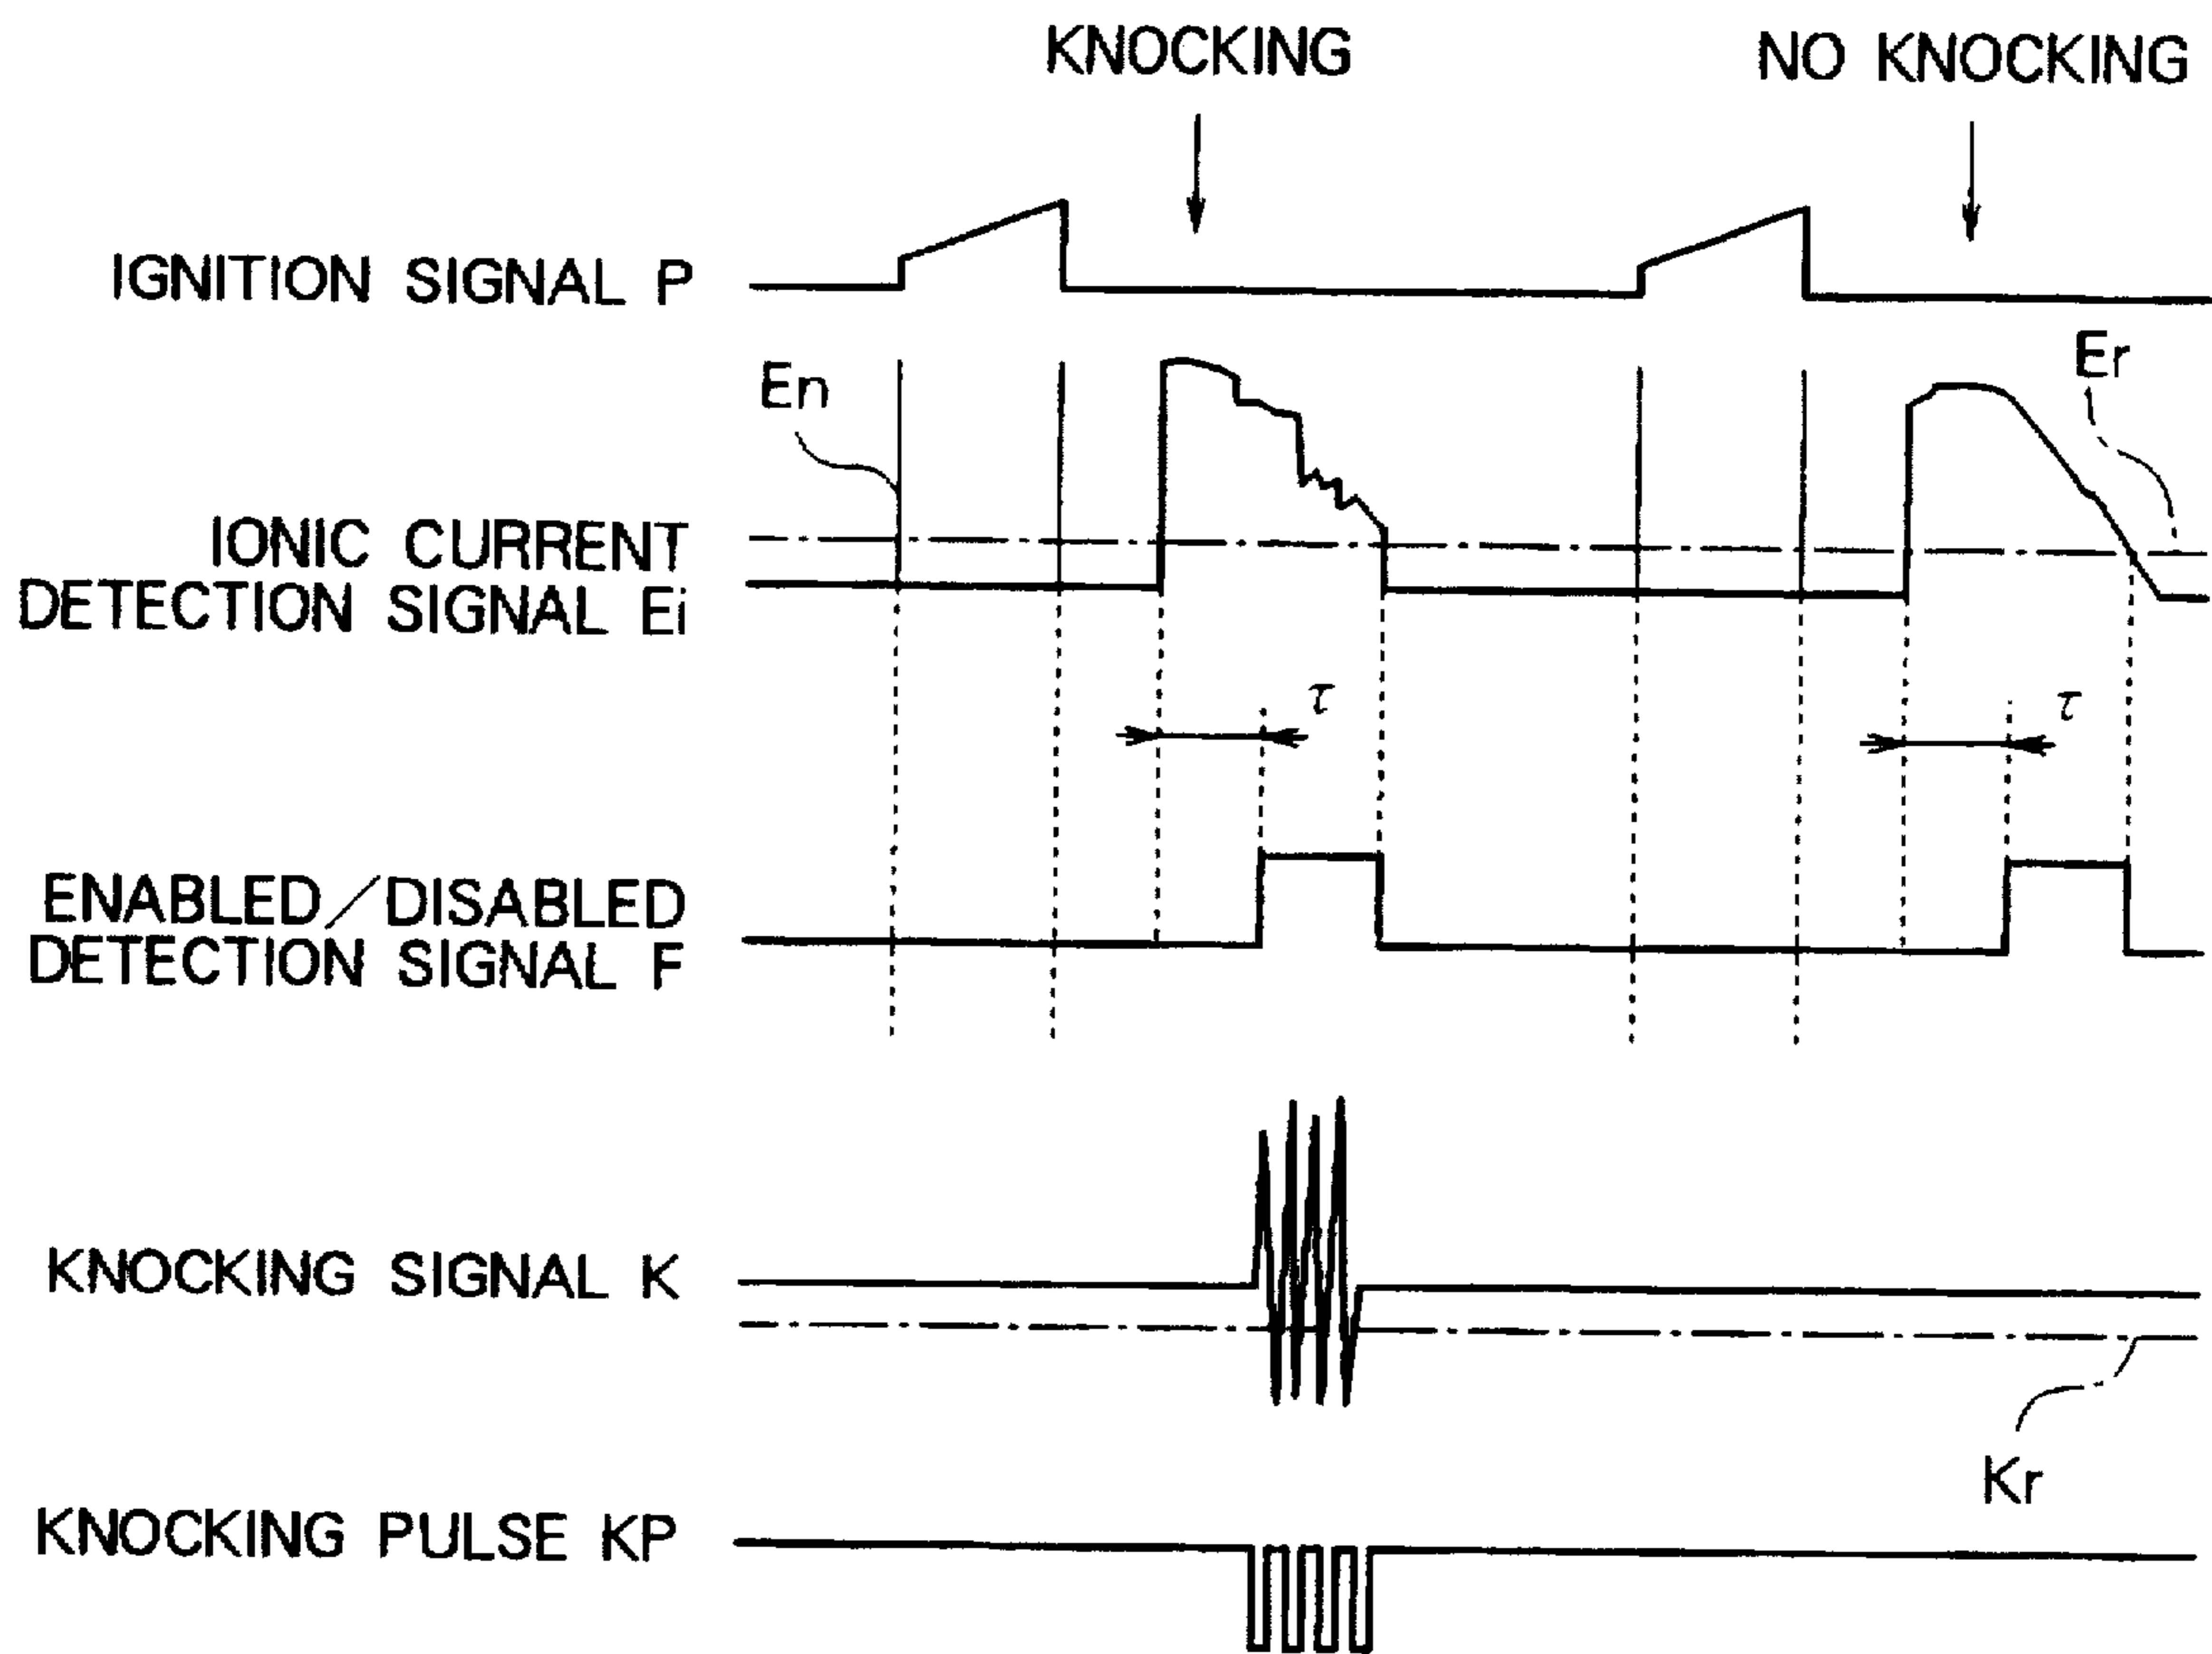 KNOCKING
NO KNOCKING
IGNITION SIGNAL P
En
Er
IONIC CURRENT
DETECTION SIGNAL Ei
τ
τ
ENABLED/DISABLED
DETECTION SIGNAL F
KNOCKING SIGNAL K
Kr
KNOCKING PULSE KP